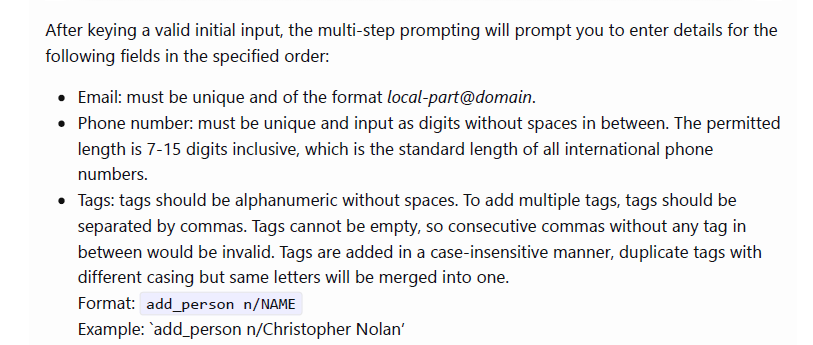 After keying a valid initial input, the multi-step prompting will prompt you to enter details for the
following fields in the specified order:
• Email: must be unique and of the format local-part@domain.
• Phone number: must be unique and input as digits without spaces in between. The permitted
length is 7-15 digits inclusive, which is the standard length of all international phone
numbers.
• Tags: tags should be alphanumeric without spaces. To add multiple tags, tags should be
separated by commas. Tags cannot be empty, so consecutive commas without any tag in
between would be invalid. Tags are added in a case-insensitive manner, duplicate tags with
different casing but same letters will be merged into one.
Format: add_person n/NAME
Example: `add_person n/Christopher Nolan‘